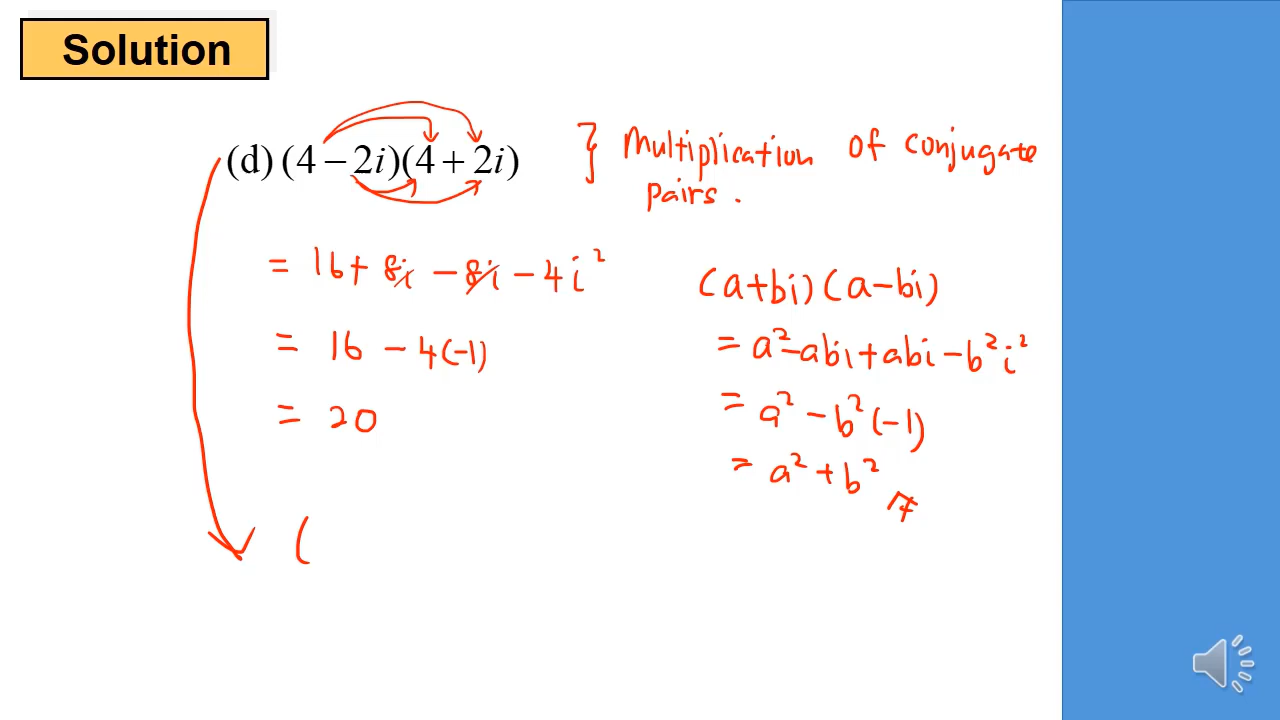 Solution
(d) (4 − 2i)(4 + 2i)
} Multiplication of conjugate
pairs.
= 16 + 8i − 8i − 4i²
= 16 − 4(−1)
= 20
(a+bi)(a−bi)
= a² − abi + abi − b²i²
= a² − b²(−1)
= a² + b²
(